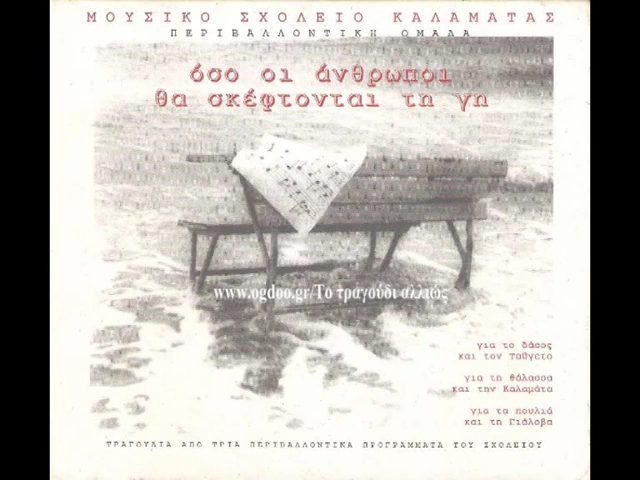 ΜΟΥΣΙΚΟ ΣΧΟΛΕΙΟ ΚΑΛΑΜΑΤΑΣ
ΠΕΡΙΒΑΛΛΟΝΤΙΚΗ ΟΜΑΔΑ
όσο οι άνθρωποι
θα σκέφτονται τη γη
www.ogdoo.gr/Το τραγούδι αλλιώς
για το δάσος
και τον Ταΰγετο
για τη θάλασσα
και την Καλαμάτα
για τα πουλιά
και τη Γιάλοβα
ΤΡΑΓΟΥΔΙΑ ΑΠΟ ΤΡΙΑ ΠΕΡΙΒΑΛΛΟΝΤΙΚΑ ΠΡΟΓΡΑΜΜΑΤΑ ΤΟΥ ΣΧΟΛΕΙΟΥ